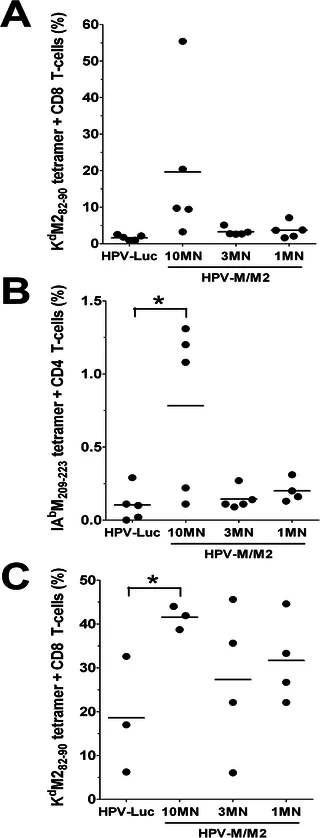 A
KdM282-90 tetramer + CD8 T-cells (%)
60
50
40
30
20
10
0
HPV-Luc 10MN 3MN 1MN
HPV-M/M2
B
IAbM209-223 tetramer + CD4 T-cells (%)
*
1.5
1.0
0.5
0.0
HPV-Luc 10MN 3MN 1MN
HPV-M/M2
C
KdM282-90 tetramer + CD8 T-cells (%)
*
50
40
30
20
10
0
HPV-Luc 10MN 3MN 1MN
HPV-M/M2